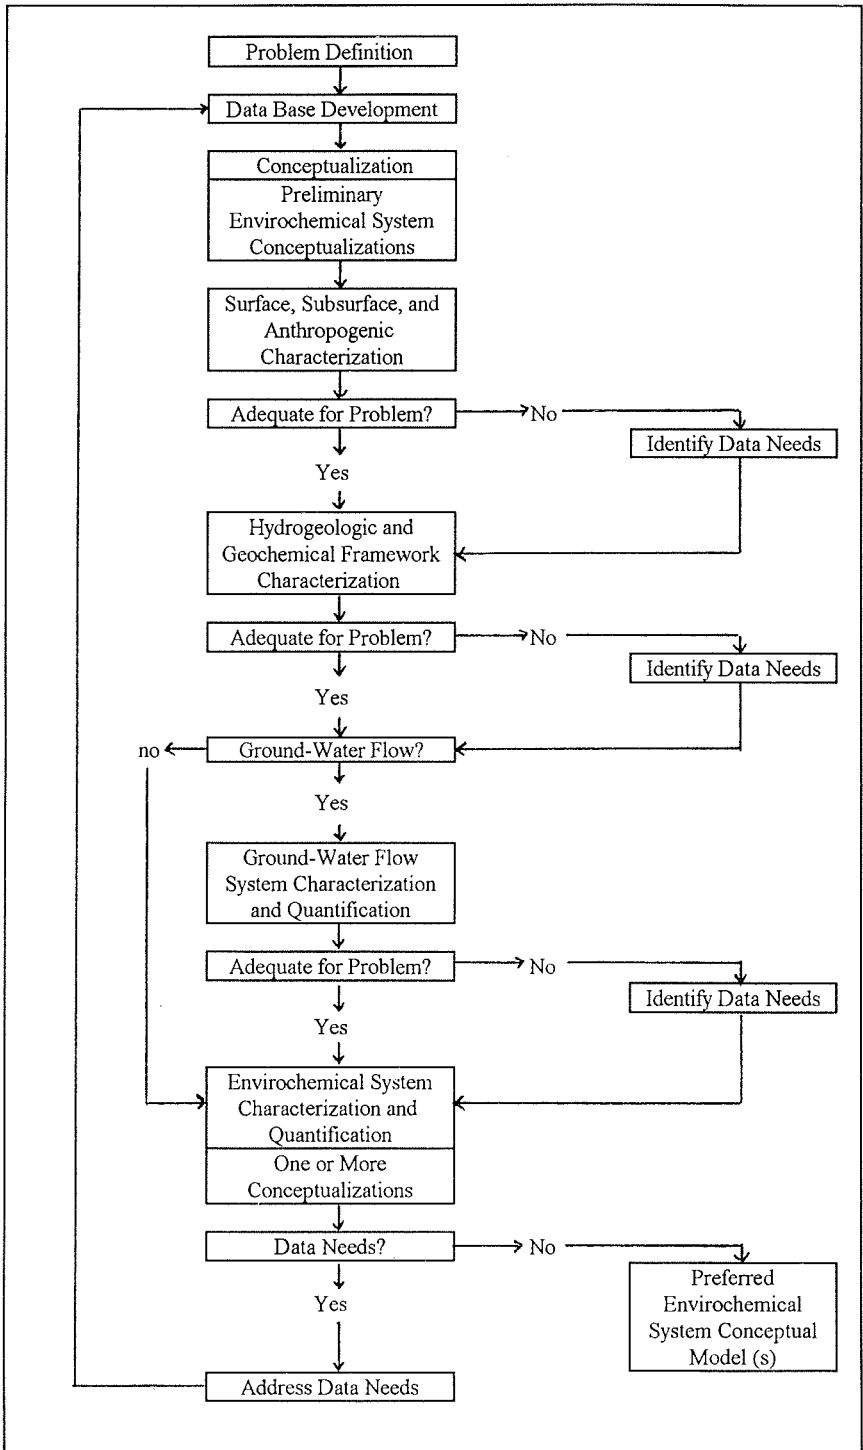 Problem Definition
Data Base Development
Conceptualization
Preliminary
Envirochemical System
Conceptualizations
Surface, Subsurface, and
Anthropogenic
Characterization
Adequate for Problem?
No
Identify Data Needs
Yes
Hydrogeologic and
Geochemical Framework
Characterization
Adequate for Problem?
No
Identify Data Needs
Yes
no
Ground-Water Flow?
Yes
Ground-Water Flow
System Characterization
and Quantification
Adequate for Problem?
No
Identify Data Needs
Yes
Envirochemical System
Characterization and
Quantification
One or More
Conceptualizations
Data Needs?
No
Preferred
Envirochemical
System Conceptual
Model (s)
Yes
Address Data Needs